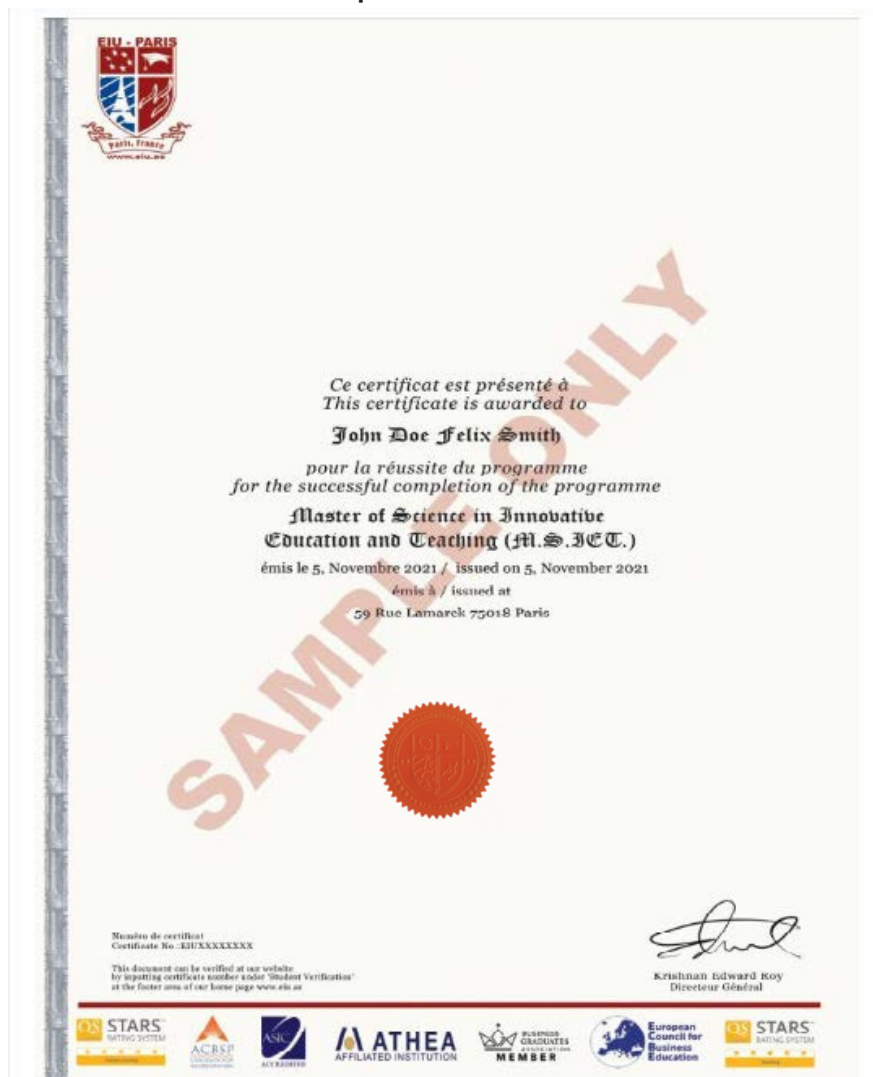 EIU - PARIS
Paris, France
www.eiu.ac
SAMPLE ONLY
Ce certificat est présenté à
This certificate is awarded to
John Doe Felix Smith
pour la réussite du programme
for the successful completion of the programme
Master of Science in Innovative
Education and Teaching (M.S.IET.)
émis le 5, Novembre 2021 / issued on 5, November 2021
émis à / issued at
59 Rue Lamarck 75018 Paris
Numéro de certificat
Certificate No :EIUXXXXXXXX
This document can be verified at our website
by inputting certificate number under 'Student Verification'
at the footer area of our home page www.eiu.ac
Krishnan Edward Roy
Directeur Général
QS STARS
RATING SYSTEM
ACBSP
ASIC
ACCREDITED
ATHEA
AFFILIATED INSTITUTION
BUSINESS
GRADUATES
ASSOCIATION
MEMBER
European
Council for
Business
Education
QS STARS
RATING SYSTEM